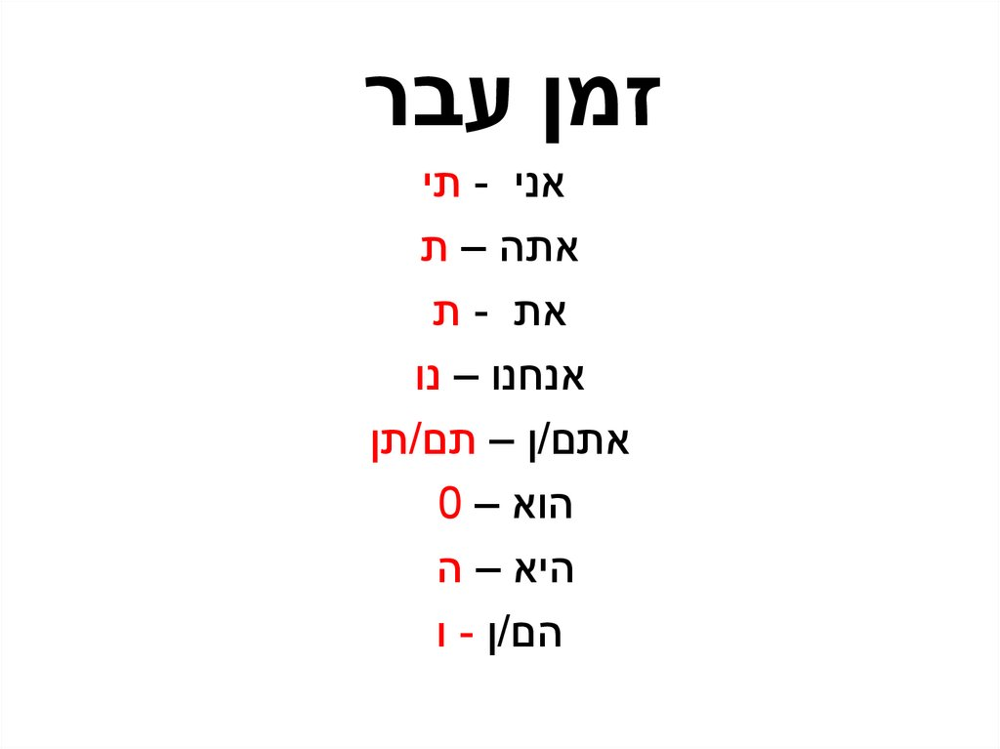 זמן עבר
אני - תי
אתה – ת
את - ת
אנחנו – נו
אתם/ן – תם/תן
הוא – 0
היא – ה
הם/ן - ו